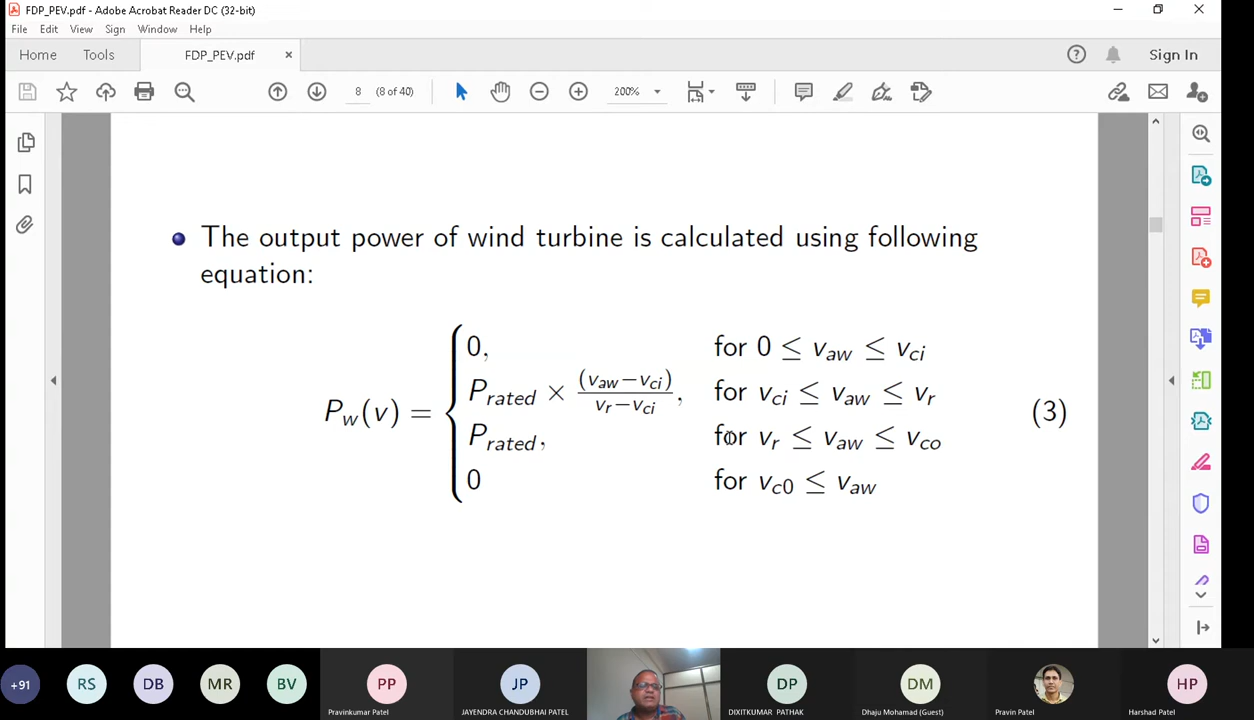 FDP_PEV.pdf - Adobe Acrobat Reader DC (32-bit)
File Edit View Sign Window Help
Home Tools FDP_PEV.pdf × Sign In
8 (8 of 40) 200%
The output power of wind turbine is calculated using following
equation:
0, for 0 ≤ v_aw ≤ v_ci
P_rated × (v_aw−v_ci)/(v_r−v_ci), for v_ci ≤ v_aw ≤ v_r
P_w(v) = { (3)
P_rated, for v_r ≤ v_aw ≤ v_co
0 for v_c0 ≤ v_aw
+91 RS DB MR BV PP JP DP DM HP
Pravinkumar Patel JAYENDRA CHANDUBHAI PATEL DIXITKUMAR PATHAK Dhaju Mohamad (Guest) Pravin Patel Harshad Patel